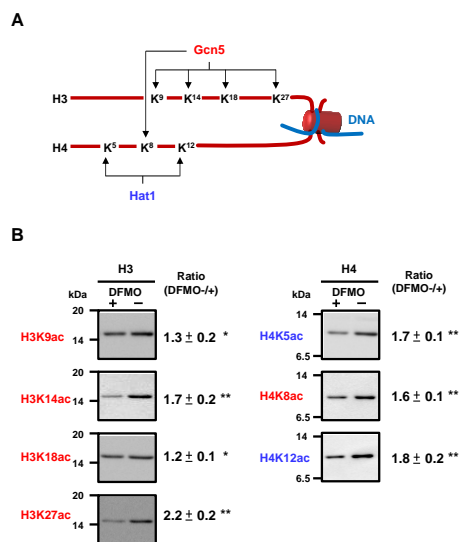 A
Gcn5
H3 K9 K14 K18 K27
DNA
H4 K5 K8 K12
Hat1
B
H3
Ratio
(DFMO-/+)
kDa DFMO
+ −
20
H3K9ac 1.3 ± 0.2 *
14
20
H3K14ac 1.7 ± 0.2 **
14
20
H3K18ac 1.2 ± 0.1 *
14
20
H3K27ac 2.2 ± 0.2 **
14
H4
Ratio
(DFMO-/+)
kDa DFMO
+ −
14
H4K5ac 1.7 ± 0.1 **
6.5
14
H4K8ac 1.6 ± 0.1 **
6.5
14
H4K12ac 1.8 ± 0.2 **
6.5